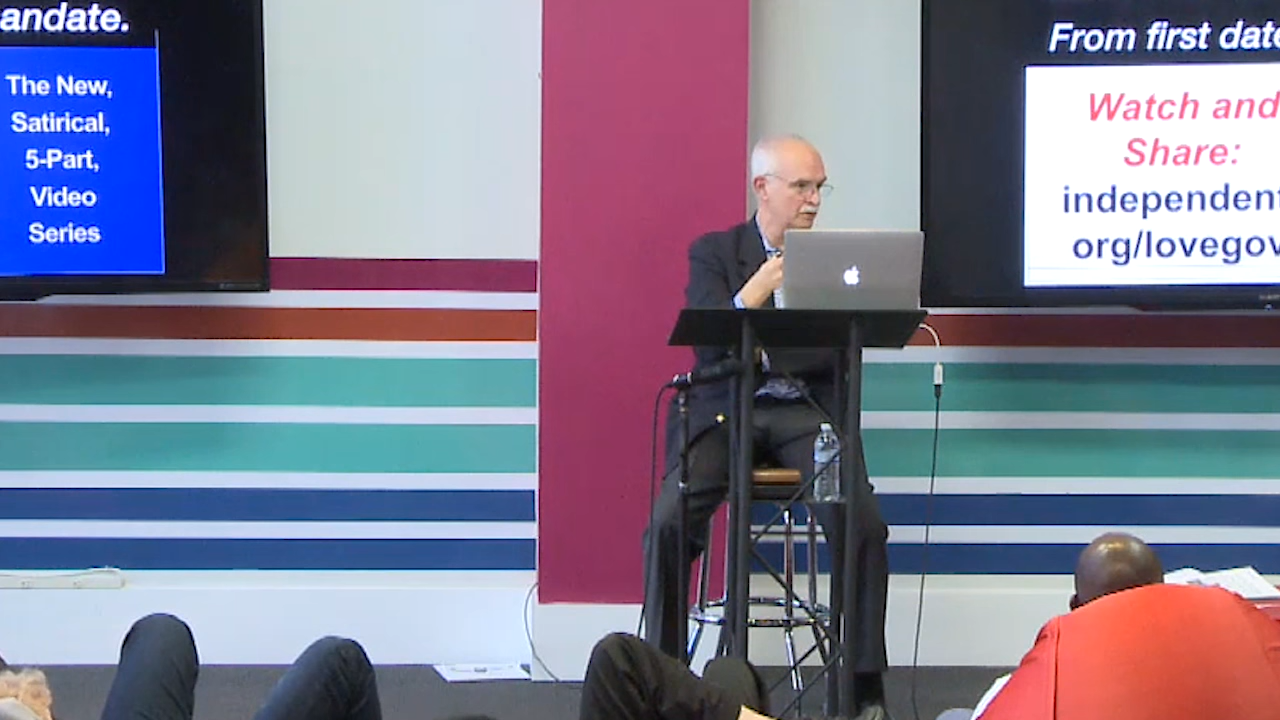 andate.
The New,
Satirical,
5-Part,
Video
Series
From first date
Watch and
Share:
independent
org/lovegov